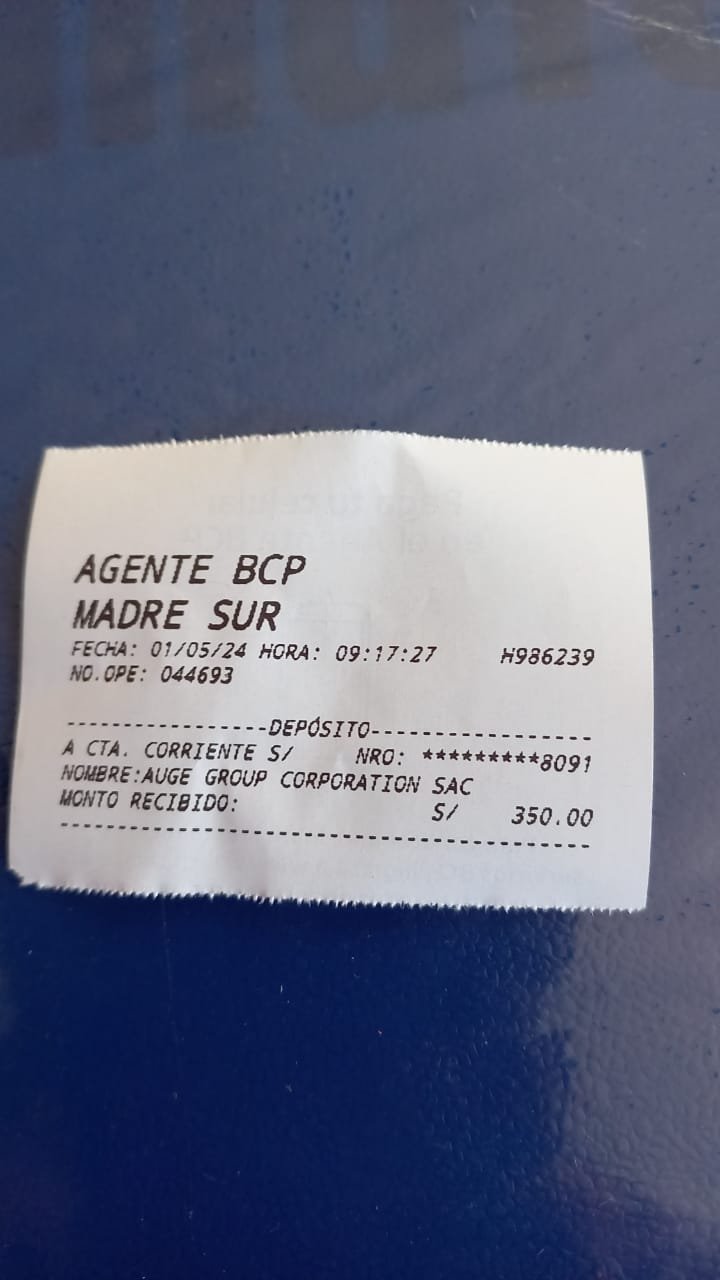 AGENTE BCP
MADRE SUR
FECHA: 01/05/24 HORA: 09:17:27 H986239
NO.OPE: 044693
------------------DEPÓSITO-------------------
A CTA. CORRIENTE S/ NRO: *********8091
NOMBRE:AUGE GROUP CORPORATION SAC
MONTO RECIBIDO: S/ 350.00
-------------------------------------------------